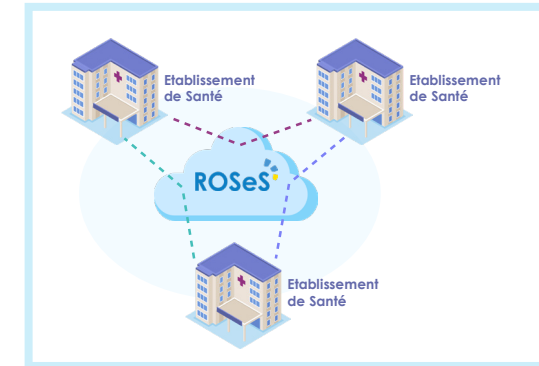 Etablissement
de Santé
Etablissement
de Santé
ROSeS
Etablissement
de Santé